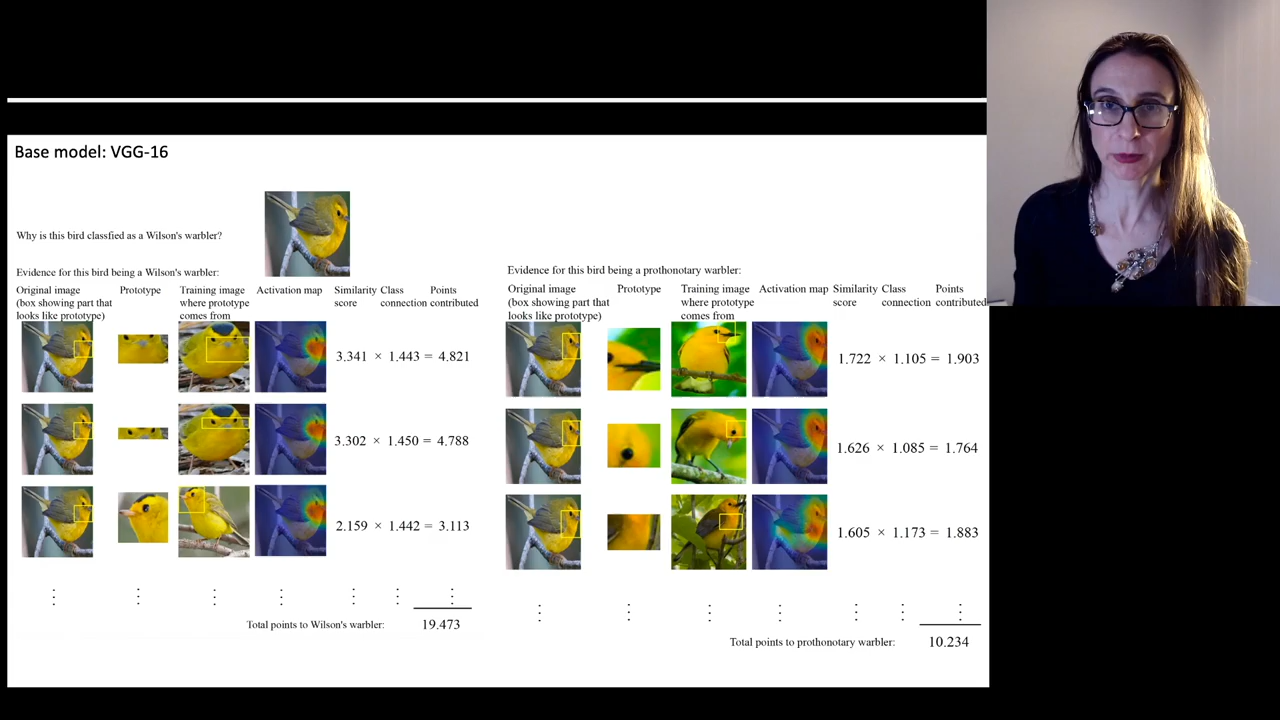 Base model: VGG-16
Why is this bird classfied as a Wilson's warbler?
Evidence for this bird being a Wilson's warbler:
Original image
(box showing part that
looks like prototype)
Prototype
Training image
where prototype
comes from
Activation map
Similarity
score
Class
connection
Points
contributed
3.341 × 1.443 = 4.821
3.302 × 1.450 = 4.788
2.159 × 1.442 = 3.113
Total points to Wilson's warbler: 19.473
Evidence for this bird being a prothonotary warbler:
Original image
(box showing part that
looks like prototype)
Prototype
Training image
where prototype
comes from
Activation map
Similarity
score
Class
connection
Points
contributed
1.722 × 1.105 = 1.903
1.626 × 1.085 = 1.764
1.605 × 1.173 = 1.883
Total points to prothonotary warbler: 10.234